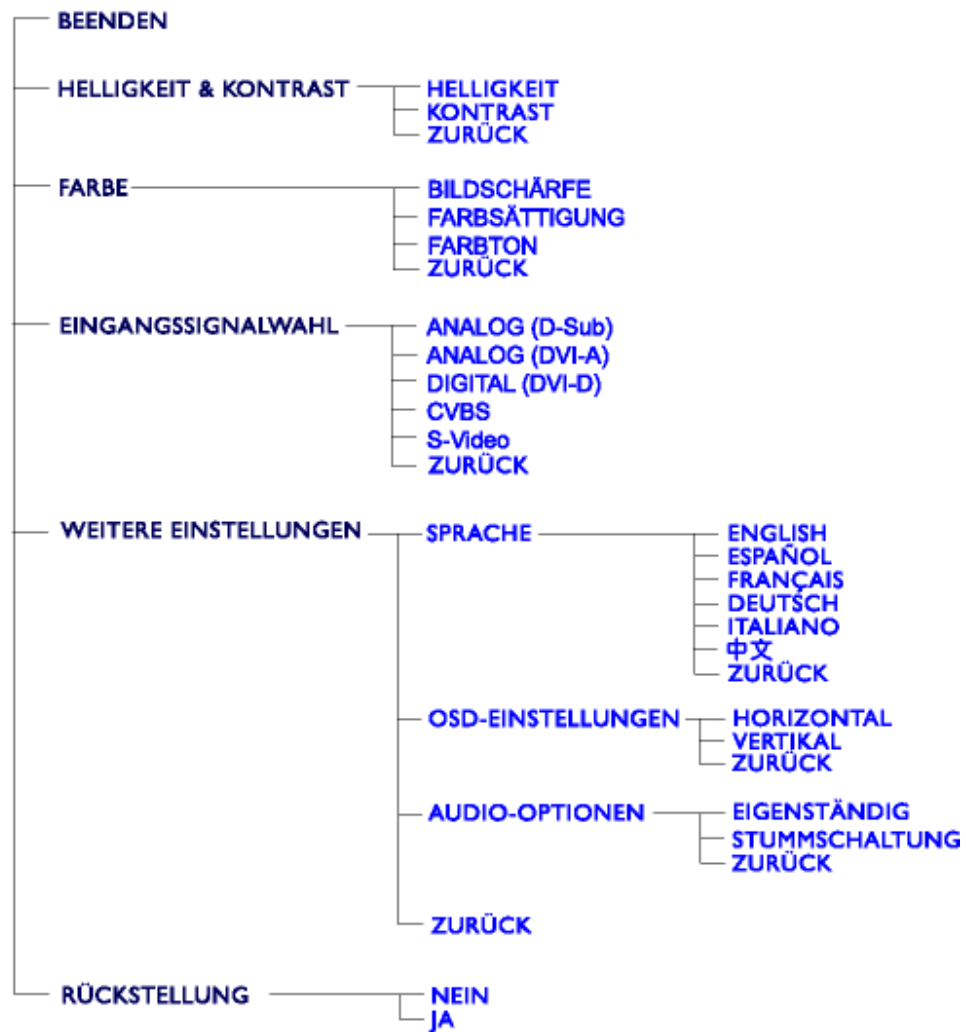 BEENDEN
HELLIGKEIT & KONTRAST
HELLIGKEIT
KONTRAST
ZURÜCK
FARBE
BILDSCHÄRFE
FARBSÄTTIGUNG
FARBTON
ZURÜCK
EINGANGSSIGNALWAHL
ANALOG (D-Sub)
ANALOG (DVI-A)
DIGITAL (DVI-D)
CVBS
S-Video
ZURÜCK
WEITERE EINSTELLUNGEN
SPRACHE
ENGLISH
ESPAÑOL
FRANÇAIS
DEUTSCH
ITALIANO
中文
ZURÜCK
OSD-EINSTELLUNGEN
HORIZONTAL
VERTIKAL
ZURÜCK
AUDIO-OPTIONEN
EIGENSTÄNDIG
STUMMSCHALTUNG
ZURÜCK
ZURÜCK
RÜCKSTELLUNG
NEIN
JA